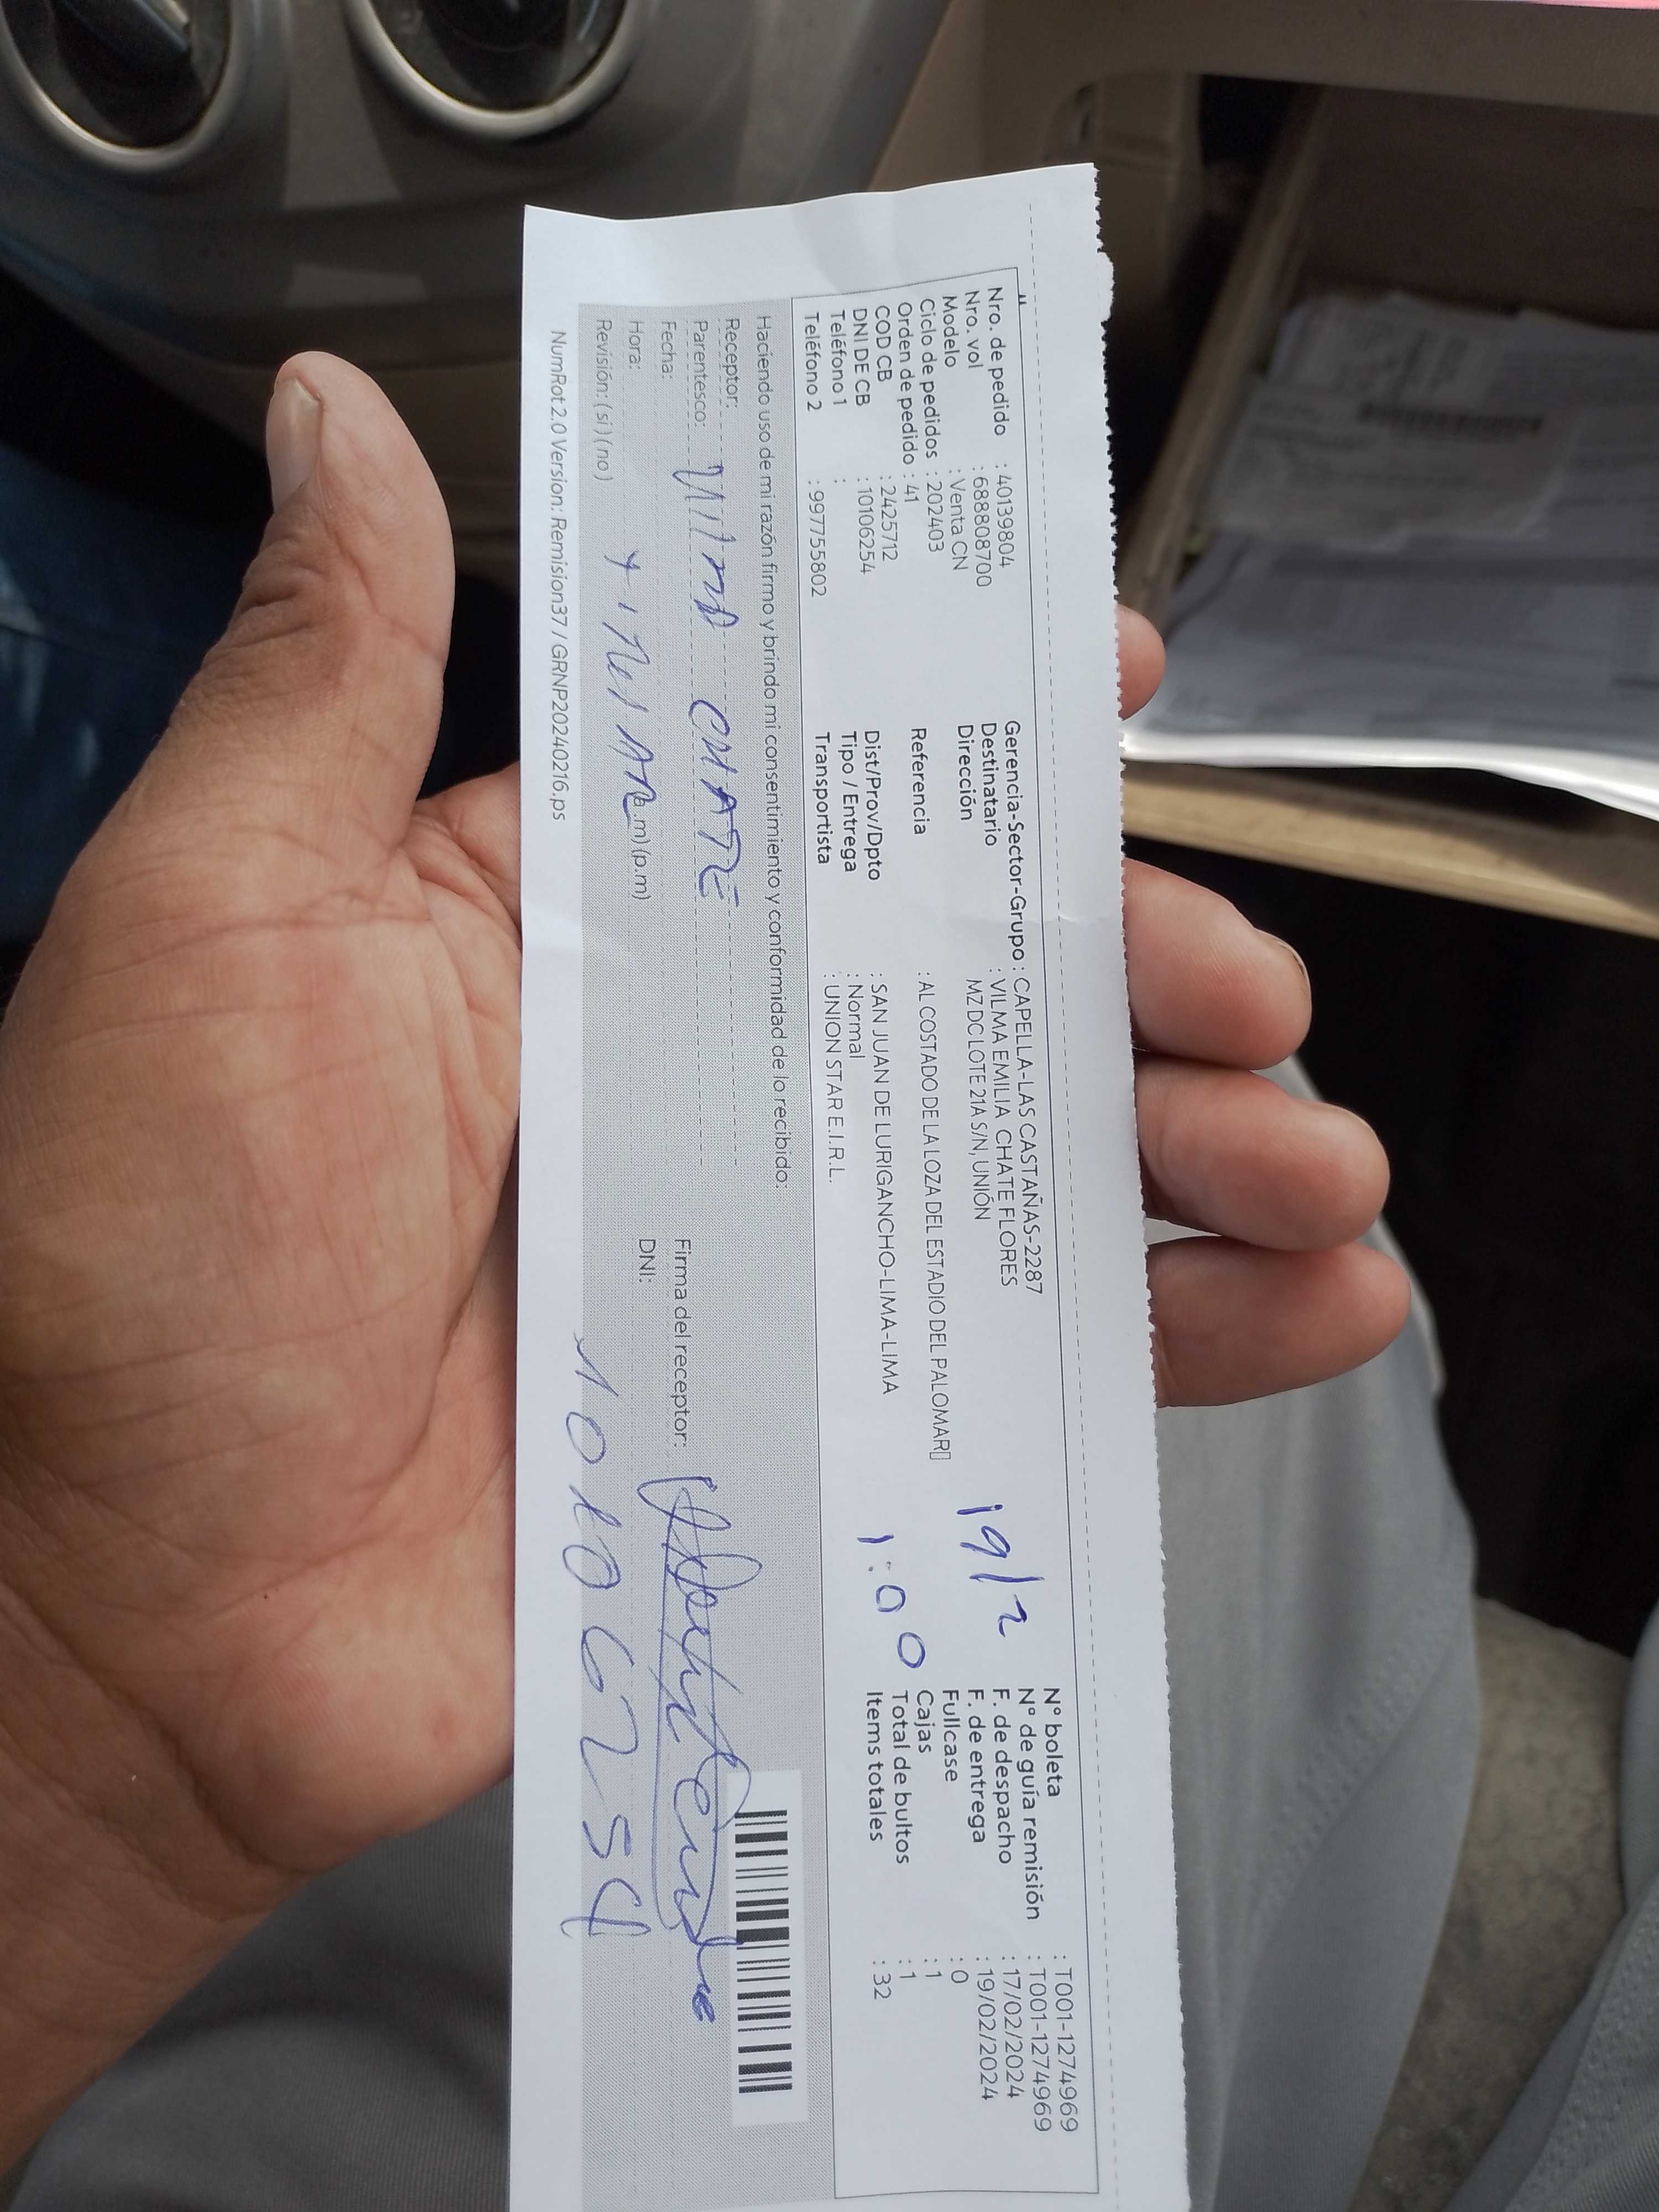 Nro. de pedido : 40139804
Nro. vol : 6888808700
Modelo : Venta CN
Ciclo de pedidos : 202403
Orden de pedido : 41
COD CB : 2425712
DNI DE CB : 10106254
Teléfono 1 :
Teléfono 2 : 997755802
Gerencia-Sector-Grupo : CAPELLA-LAS CASTAÑAS-2287
Destinatario : VILMA EMILIA CHATE FLORES
Dirección MZ DC LOTE 21A S/N, UNIÓN
Referencia : AL COSTADO DE LA LOZA DEL ESTADIO DEL PALOMAR
Dist/Prov/Dpto : SAN JUAN DE LURIGANCHO-LIMA-LIMA
Tipo / Entrega : Normal
Transportista : UNION STAR E.I.R.L.
19/2
1:00
N° boleta : T001-1274969
N° de guía remisión : T001-1274969
F. de despacho : 17/02/2024
F. de entrega : 19/02/2024
Fullcase : 0
Cajas : 1
Total de bultos : 1
Items totales : 32
Haciendo uso de mi razón firmo y brindo mi consentimiento y conformidad de lo recibido:
Receptor:
Parentesco: Vilma CHATE
Fecha:
Hora: .m) (p.m)
Revisión: (si) (no)
Firma del receptor:
DNI: 10106254
NumRot2.0 Version: Remision37 / GRNP20240216.ps